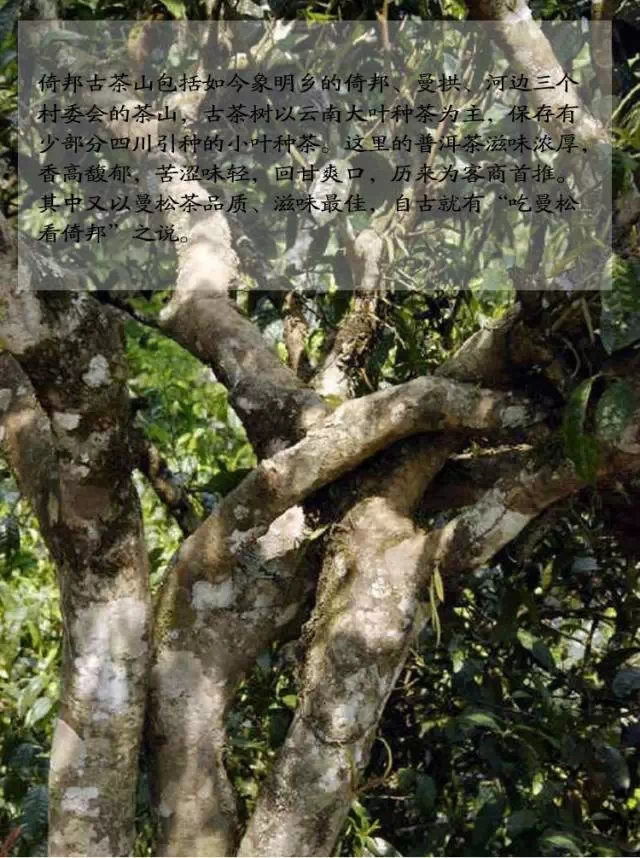 倚邦古茶山包括如今象明乡的倚邦、曼拱、河边三个
村委会的茶山，古茶树以云南大叶种茶为主，保存有
少部分四川引种的小叶种茶。这里的普洱茶滋味浓厚，
香高馥郁，苦涩味轻，回甘爽口，历来为客商首推。
其中又以曼松茶品质、滋味最佳，自古就有“吃曼松
看倚邦”之说。